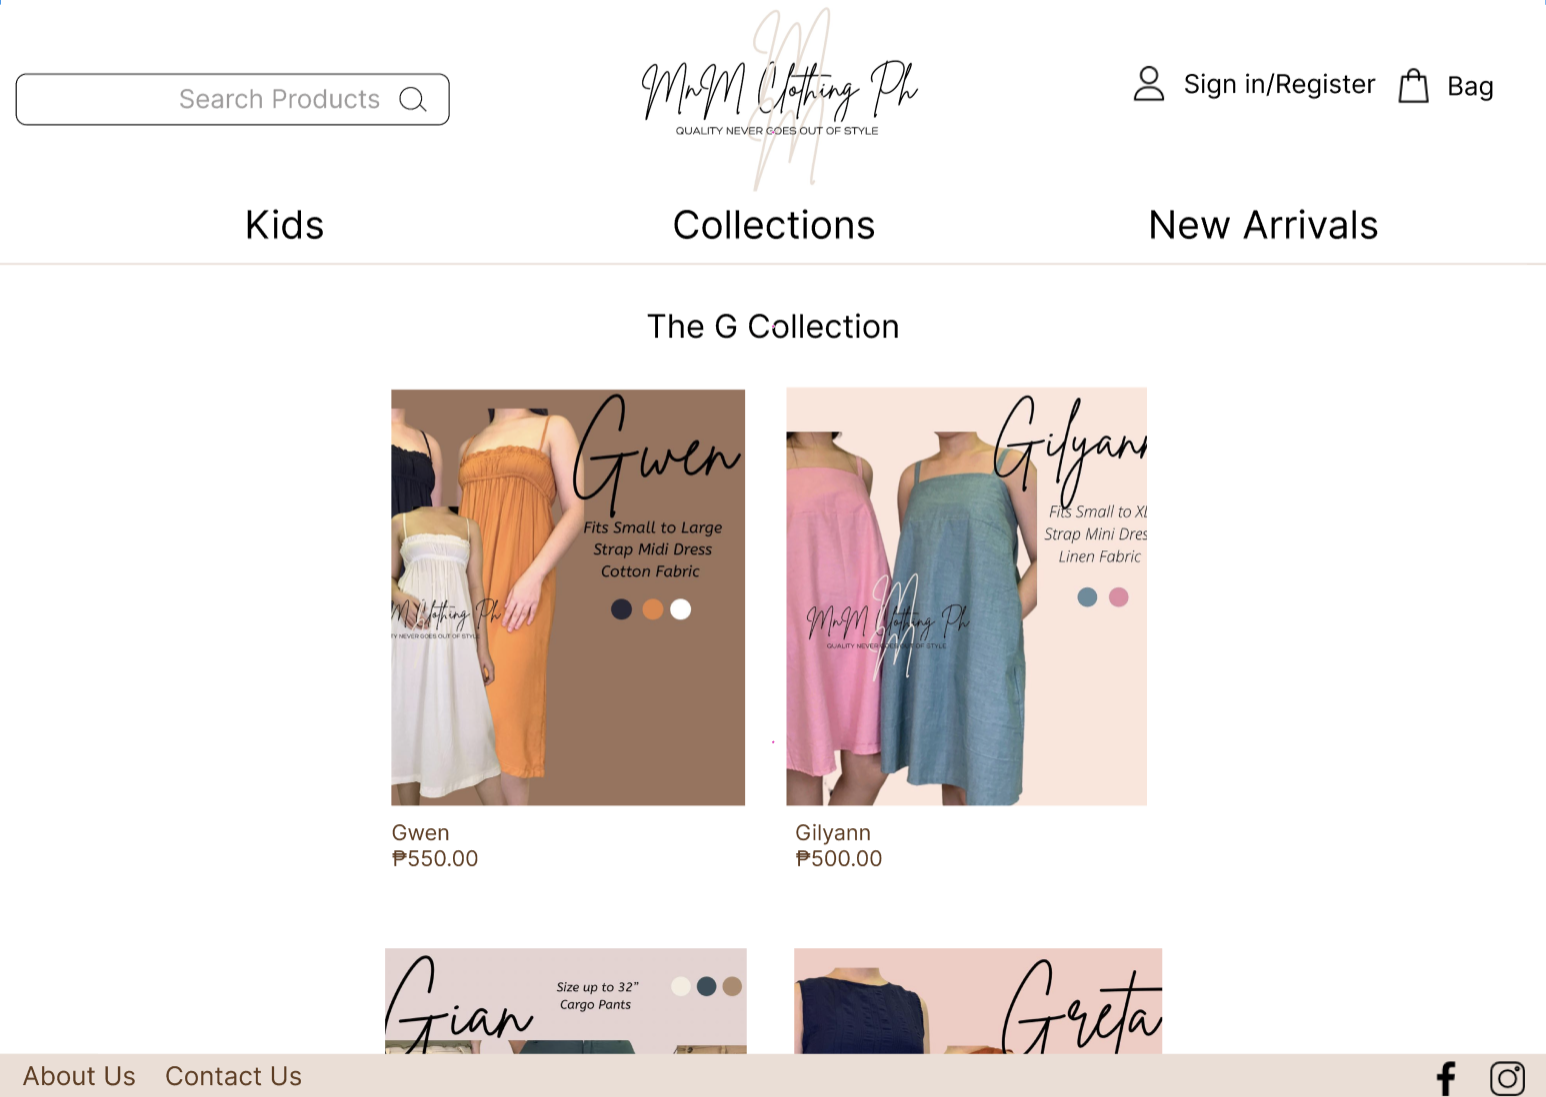 Search Products
MnM Clothing Ph
QUALITY NEVER GOES OUT OF STYLE
Sign in/Register
Bag
Kids
Collections
New Arrivals
The G Collection
Gwen
Fits Small to Large
Strap Midi Dress
Cotton Fabric
M Clothing Ph
TY NEVER GOES OUT OF STYLE
Gilyann
Fits Small to XL
Strap Mini Dres
Linen Fabric
MnM Clothing Ph
QUALITY NEVER GOES OUT OF STYLE
Gwen
₱550.00
Gilyann
₱500.00
Gian
Size up to 32”
Cargo Pants
Greta
About Us
Contact Us